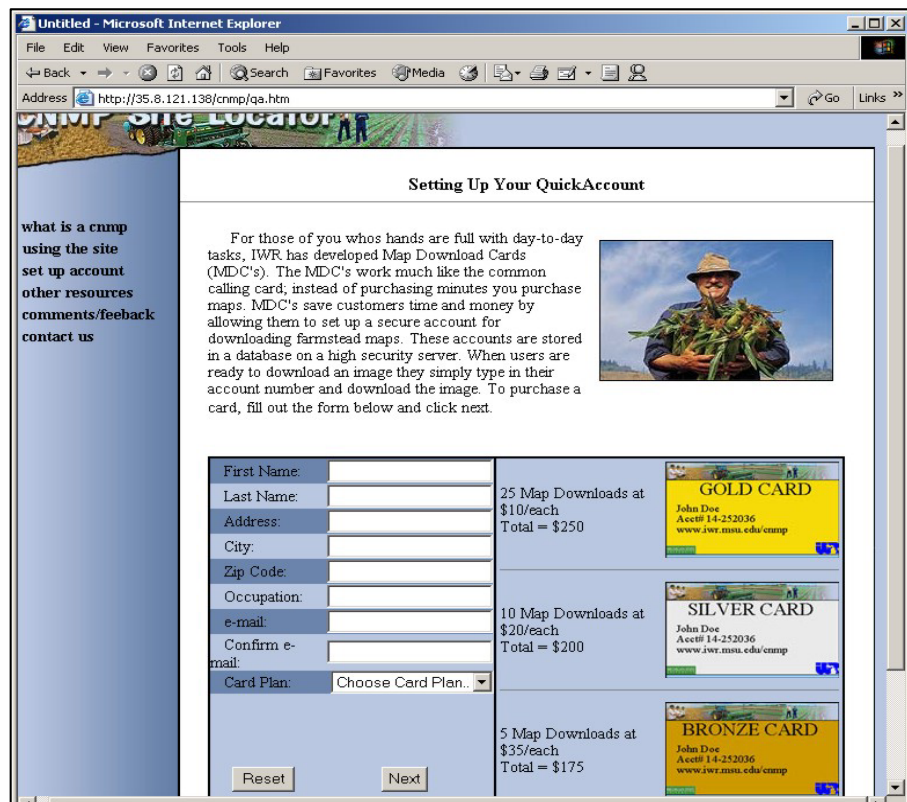 Untitled - Microsoft Internet Explorer
File Edit View Favorites Tools Help
Back Search Favorites Media
Address http://35.8.121.138/cnmp/qa.htm Go Links »
CNMP Site Locator
Setting Up Your QuickAccount
what is a cnmp
using the site
set up account
other resources
comments/feeback
contact us
For those of you whos hands are full with day-to-day
tasks, IWR has developed Map Download Cards
(MDC's). The MDC's work much like the common
calling card; instead of purchasing minutes you purchase
maps. MDC's save customers time and money by
allowing them to set up a secure account for
downloading farmstead maps. These accounts are stored
in a database on a high security server. When users are
ready to download an image they simply type in their
account number and download the image. To purchase a
card, fill out the form below and click next.
First Name:
Last Name:
Address:
City:
Zip Code:
Occupation:
e-mail:
Confirm e-
mail:
Card Plan: Choose Card Plan..
Reset Next
25 Map Downloads at
$10/each
Total = $250
GOLD CARD
John Doe
Acct# 14-252036
www.iwr.msu.edu/cnmp
10 Map Downloads at
$20/each
Total = $200
SILVER CARD
John Doe
Acct# 14-252036
www.iwr.msu.edu/cnmp
5 Map Downloads at
$35/each
Total = $175
BRONZE CARD
John Doe
Acct# 14-252036
www.iwr.msu.edu/cnmp